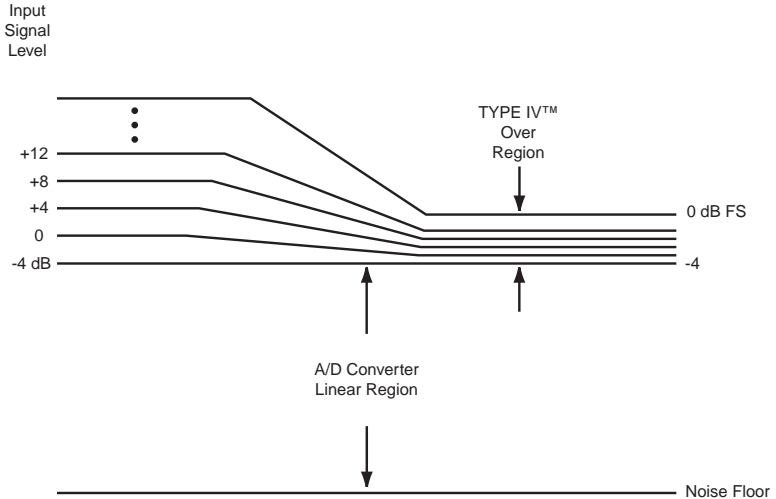 Input
Signal
Level
TYPE IV™
Over
Region
+12
+8
+4
0
-4 dB
0 dB FS
-4
A/D Converter
Linear Region
Noise Floor